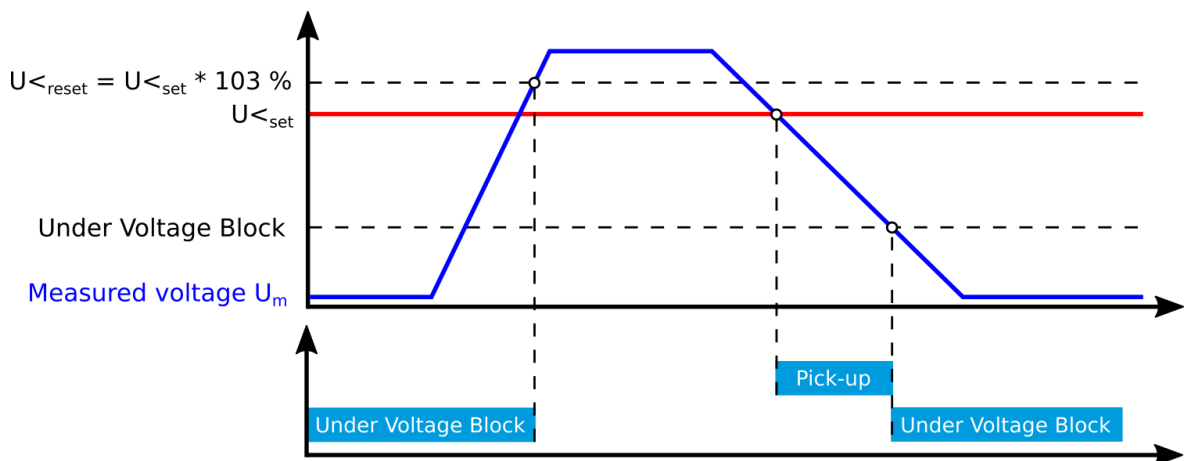 U<reset = U<set * 103 %
U<set
Under Voltage Block
Measured voltage Um
Pick-up
Under Voltage Block
Under Voltage Block